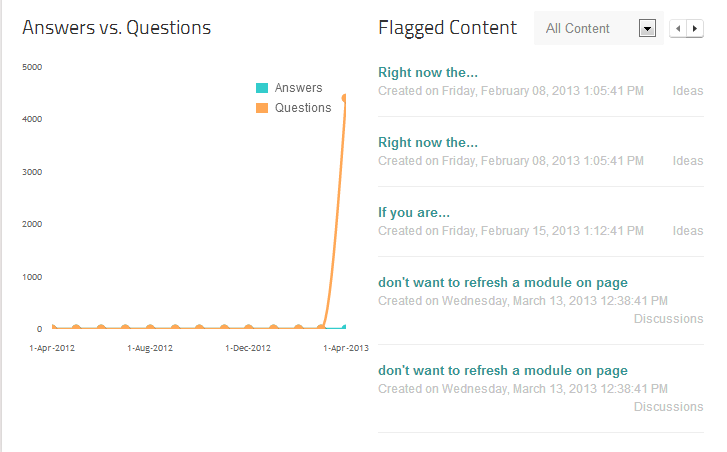 Answers vs. Questions
5000
Answers
Questions
4000
3000
2000
1000
0
1-Apr-2012 1-Aug-2012 1-Dec-2012 1-Apr-2013
Flagged Content All Content
Right now the...
Created on Friday, February 08, 2013 1:05:41 PM Ideas
Right now the...
Created on Friday, February 08, 2013 1:05:41 PM Ideas
If you are...
Created on Friday, February 15, 2013 1:12:41 PM Ideas
don't want to refresh a module on page
Created on Wednesday, March 13, 2013 12:38:41 PM
Discussions
don't want to refresh a module on page
Created on Wednesday, March 13, 2013 12:38:41 PM
Discussions